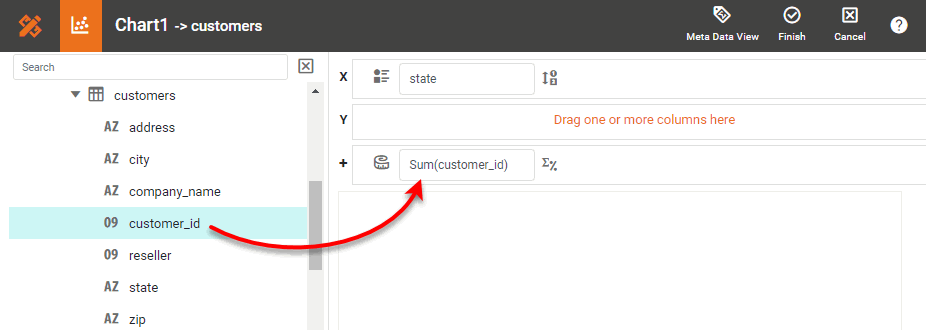 Chart1 -> customers
Meta Data View
Finish
Cancel
?
Search
customers
AZ address
AZ city
AZ company_name
09 customer_id
09 reseller
AZ state
AZ zip
X state
Y Drag one or more columns here
+ Sum(customer_id) Σ%